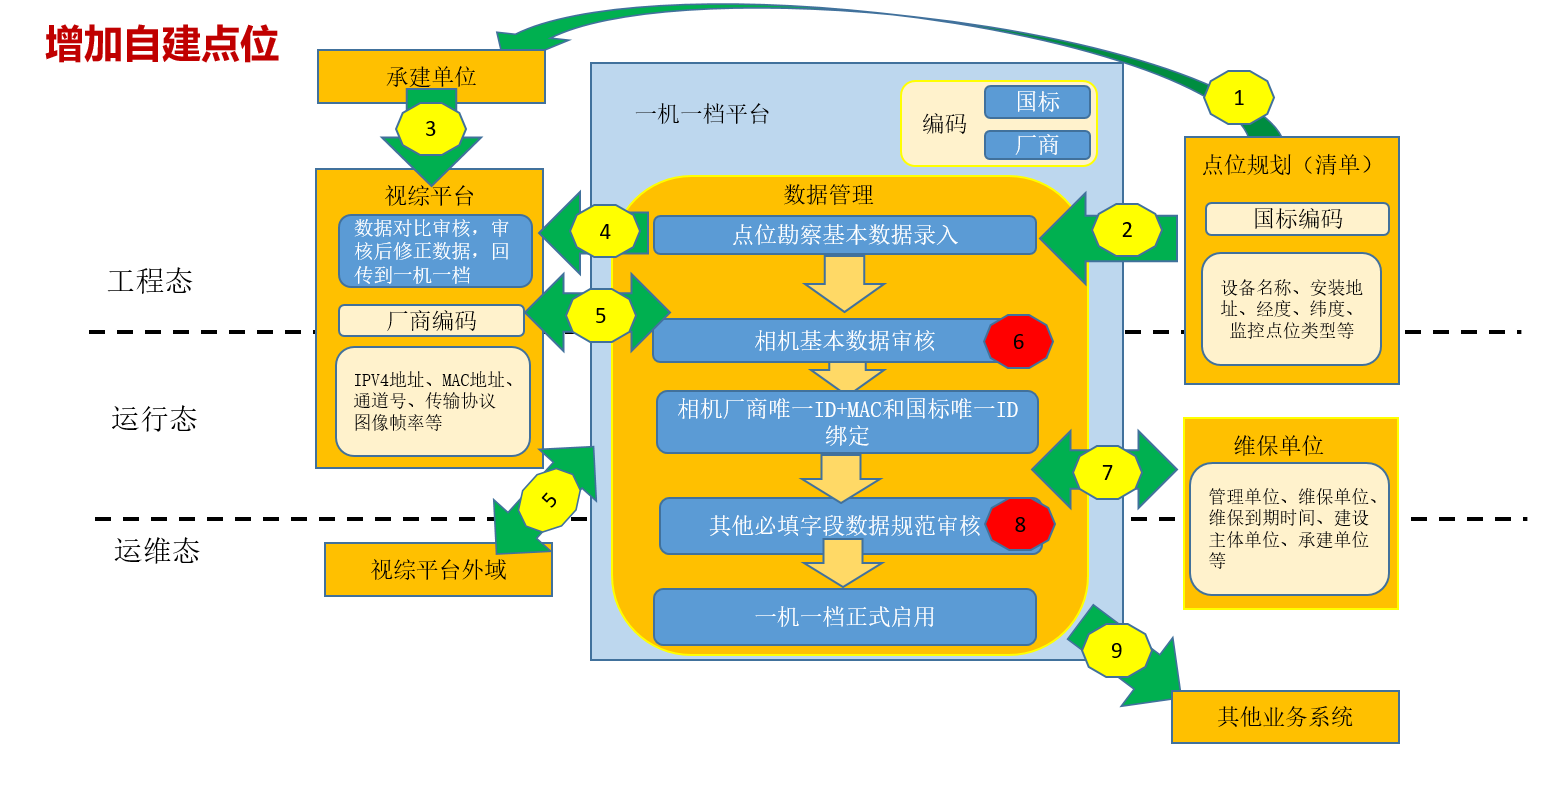 增加自建点位
承建单位
3
视综平台
数据对比审核，审
核后修正数据，回
传到一机一档
厂商编码
IPV4地址、MAC地址、
通道号、传输协议
图像帧率等
工程态
运行态
运维态
5
视综平台外域
一机一档平台
编码
国标
厂商
数据管理
4
点位勘察基本数据录入
2
5
相机基本数据审核
6
相机厂商唯一ID+MAC和国标唯一ID
绑定
7
其他必填字段数据规范审核
8
一机一档正式启用
1
点位规划（清单）
国标编码
设备名称、安装地
址、经度、纬度、
监控点位类型等
维保单位
管理单位、维保单位、
维保到期时间、建设
主体单位、承建单位
等
9
其他业务系统